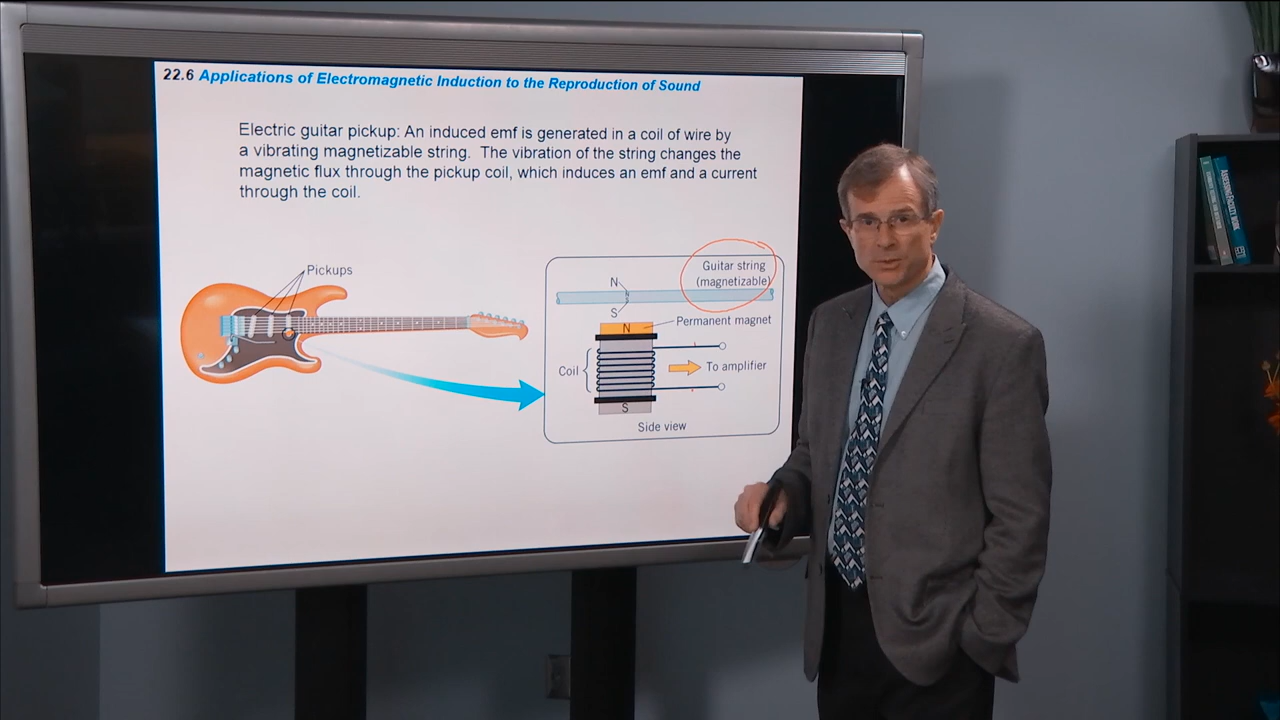 22.6 Applications of Electromagnetic Induction to the Reproduction of Sound
Electric guitar pickup: An induced emf is generated in a coil of wire by
a vibrating magnetizable string. The vibration of the string changes the
magnetic flux through the pickup coil, which induces an emf and a current
through the coil.
Pickups
Guitar string
(magnetizable)
N
S
N
Permanent magnet
Coil
To amplifier
S
Side view